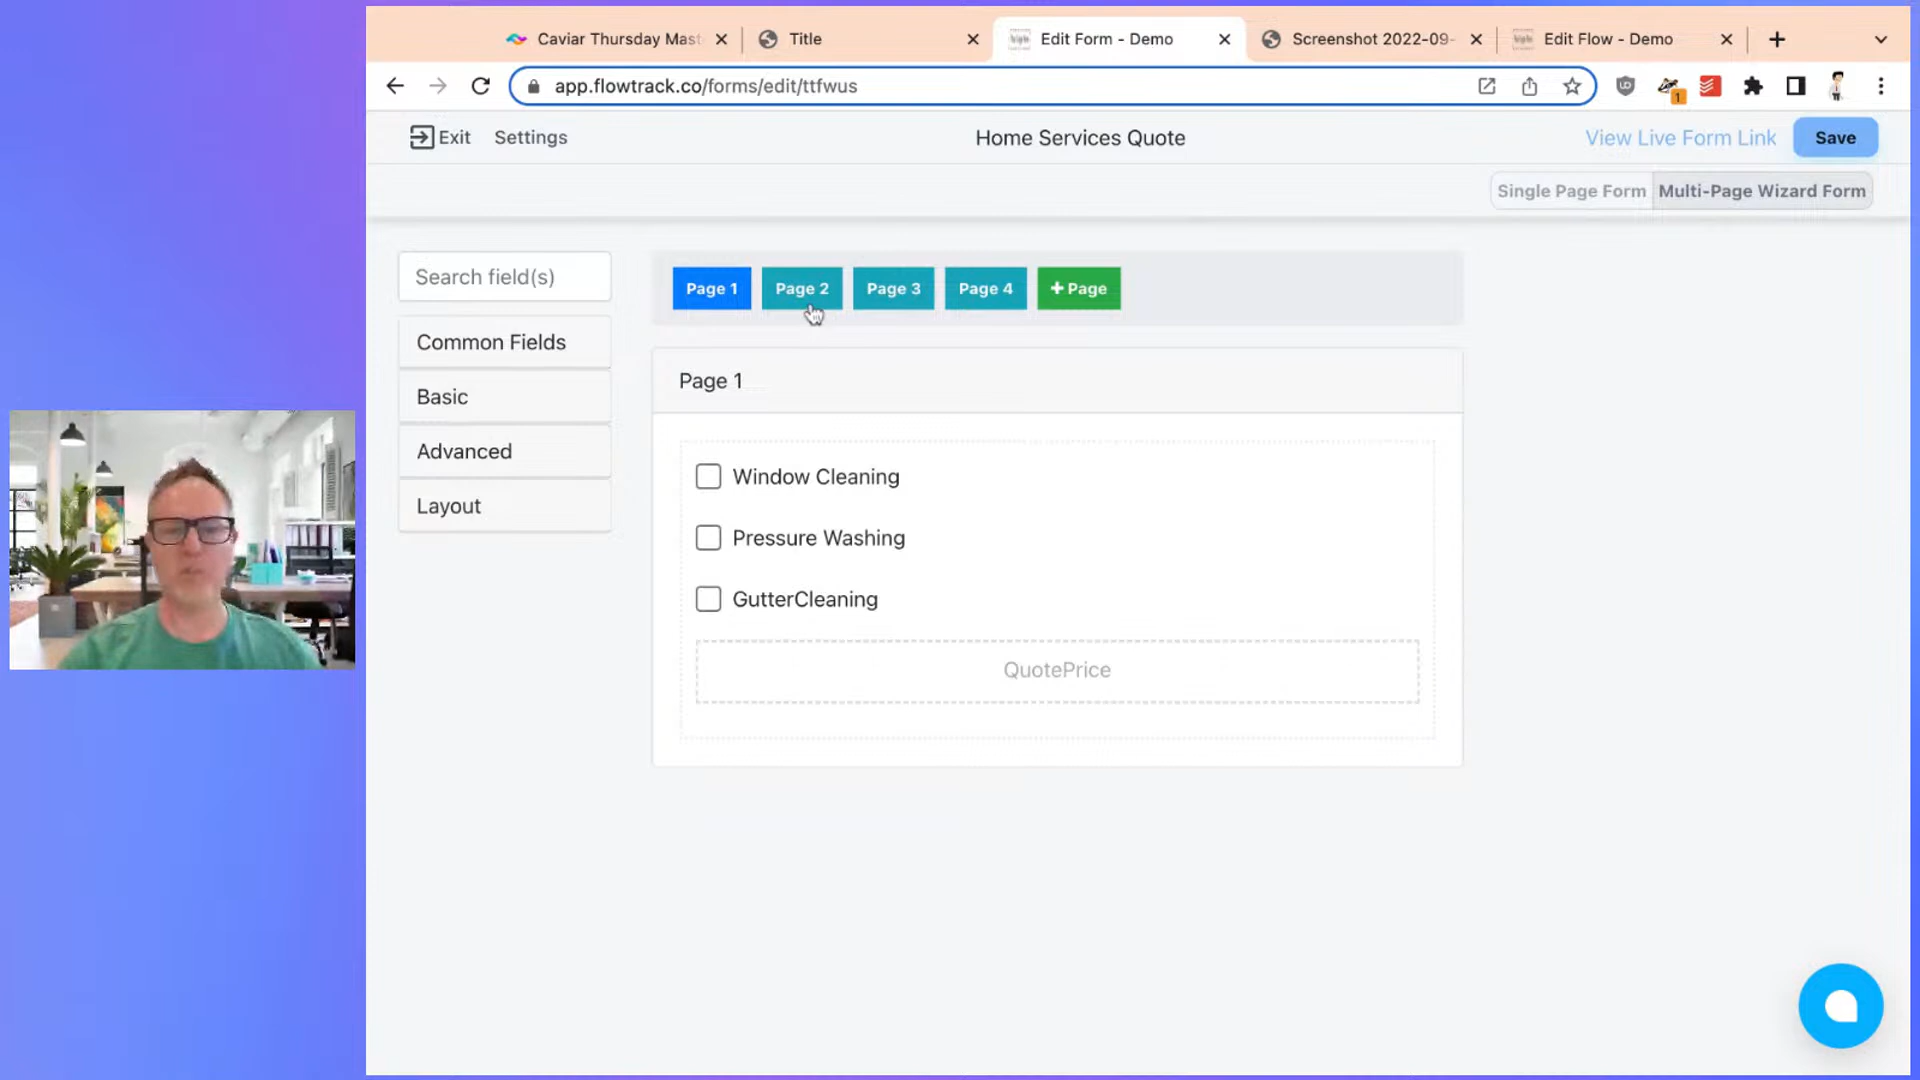 Caviar Thursday Mast
Title
Edit Form - Demo
Screenshot 2022-09-
Edit Flow - Demo
app.flowtrack.co/forms/edit/ttfwus
1
Exit
Settings
Home Services Quote
View Live Form Link
Save
Single Page Form
Multi-Page Wizard Form
Search field(s)
Common Fields
Basic
Advanced
Layout
Page 1
Page 2
Page 3
Page 4
+ Page
Page 1
Window Cleaning
Pressure Washing
GutterCleaning
QuotePrice